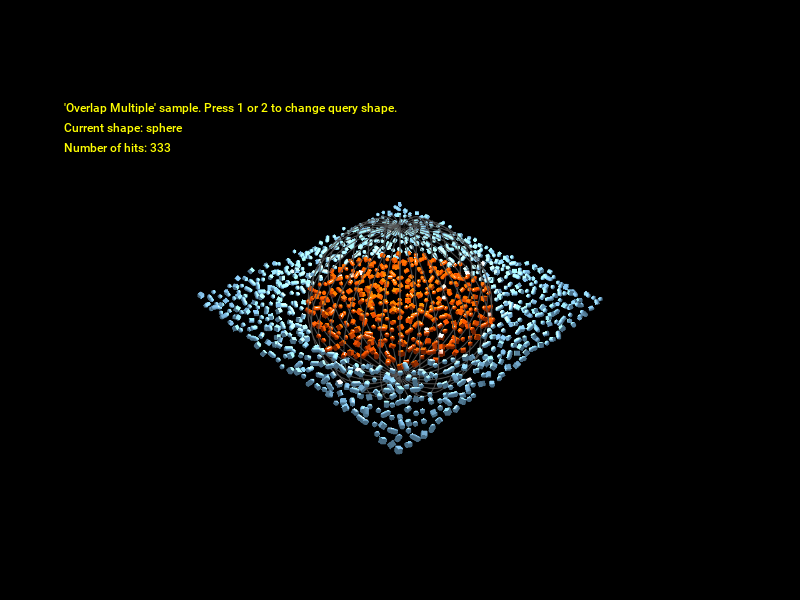 'Overlap Multiple' sample. Press 1 or 2 to change query shape.
Current shape: sphere
Number of hits: 333